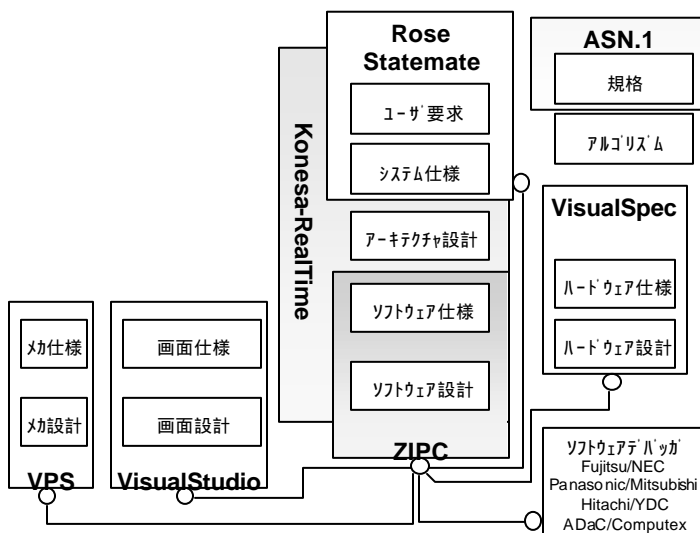 Rose
Statemate
ユーザ要求
システム仕様
アーキテクチャ設計
ソフトウェア仕様
ソフトウェア設計
ZIPC
Konesa-RealTime
ASN.1
規格
アルゴリズム
VisualSpec
ハードウェア仕様
ハードウェア設計
メカ仕様
メカ設計
VPS
画面仕様
画面設計
VisualStudio
ソフトウェアデバッガ
Fujitsu/NEC
Panasonic/Mitsubishi
Hitachi/YDC
ADaC/Computex